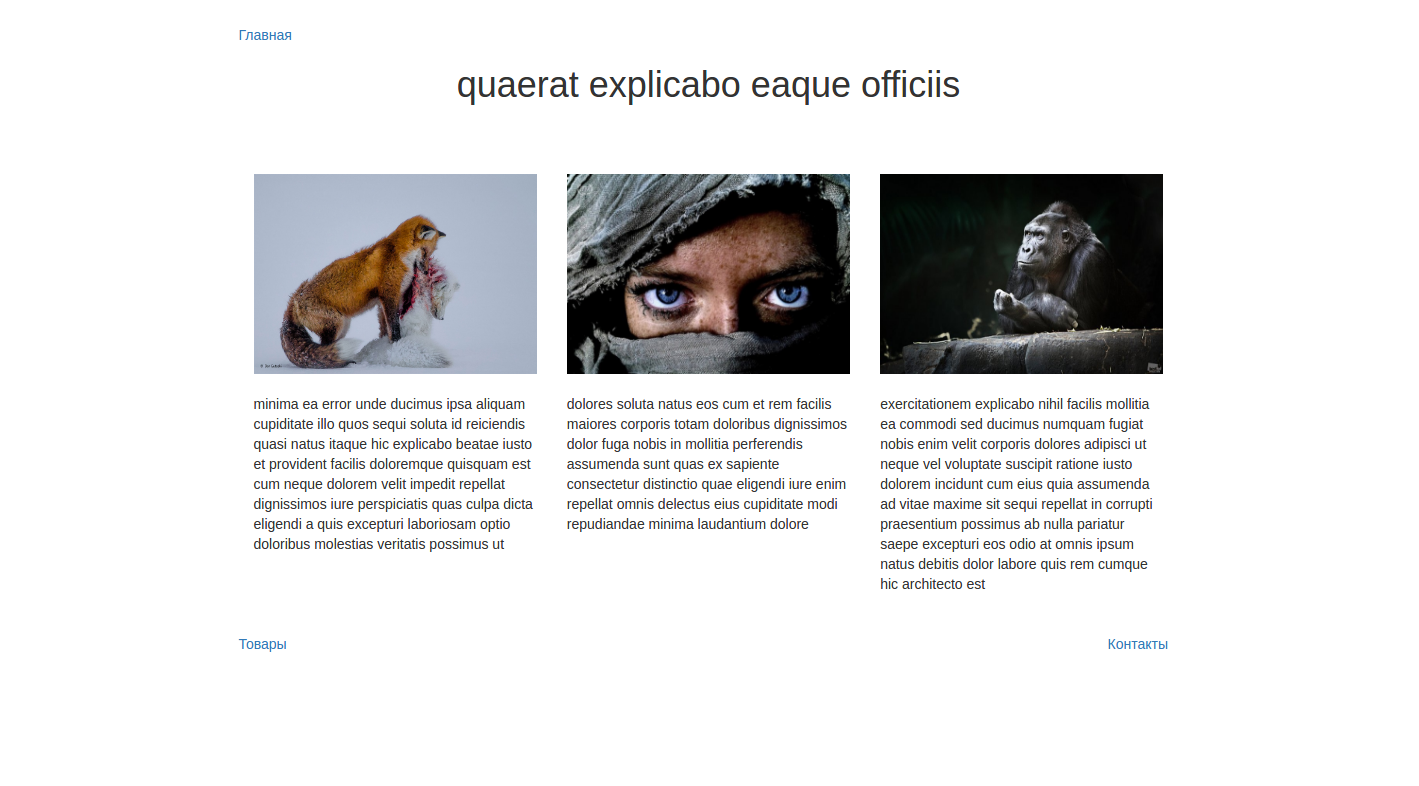 Главная
quaerat explicabo eaque officiis
minima ea error unde ducimus ipsa aliquam
cupiditate illo quos sequi soluta id reiciendis
quasi natus itaque hic explicabo beatae iusto
et provident facilis doloremque quisquam est
cum neque dolorem velit impedit repellat
dignissimos iure perspiciatis quas culpa dicta
eligendi a quis excepturi laboriosam optio
doloribus molestias veritatis possimus ut
dolores soluta natus eos cum et rem facilis
maiores corporis totam doloribus dignissimos
dolor fuga nobis in mollitia perferendis
assumenda sunt quas ex sapiente
consectetur distinctio quae eligendi iure enim
repellat omnis delectus eius cupiditate modi
repudiandae minima laudantium dolore
exercitationem explicabo nihil facilis mollitia
ea commodi sed ducimus numquam fugiat
nobis enim velit corporis dolores adipisci ut
neque vel voluptate suscipit ratione iusto
dolorem incidunt cum eius quia assumenda
ad vitae maxime sit sequi repellat in corrupti
praesentium possimus ab nulla pariatur
saepe excepturi eos odio at omnis ipsum
natus debitis dolor labore quis rem cumque
hic architecto est
Товары
Контакты